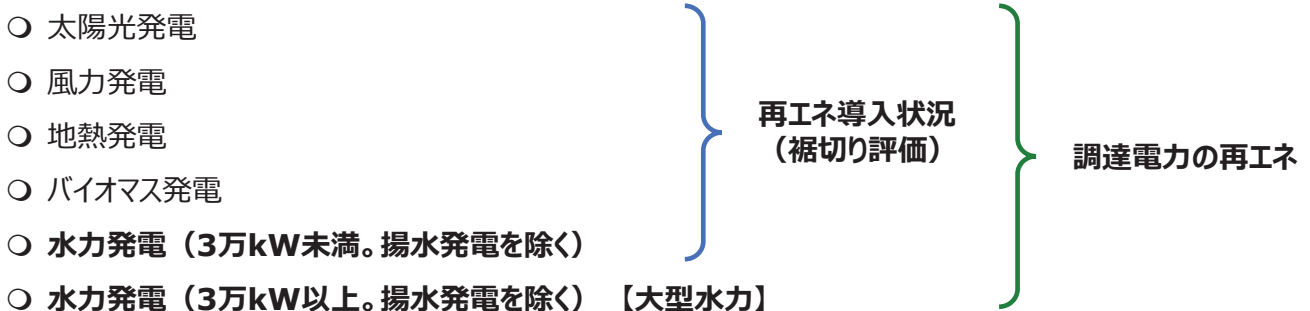 ○ 太陽光発電
○ 風力発電
○ 地熱発電
○ バイオマス発電
○ 水力発電（3万kW未満。揚水発電を除く）
○ 水力発電（3万kW以上。揚水発電を除く） 【大型水力】
再エネ導入状況
（裾切り評価）
調達電力の再エネ